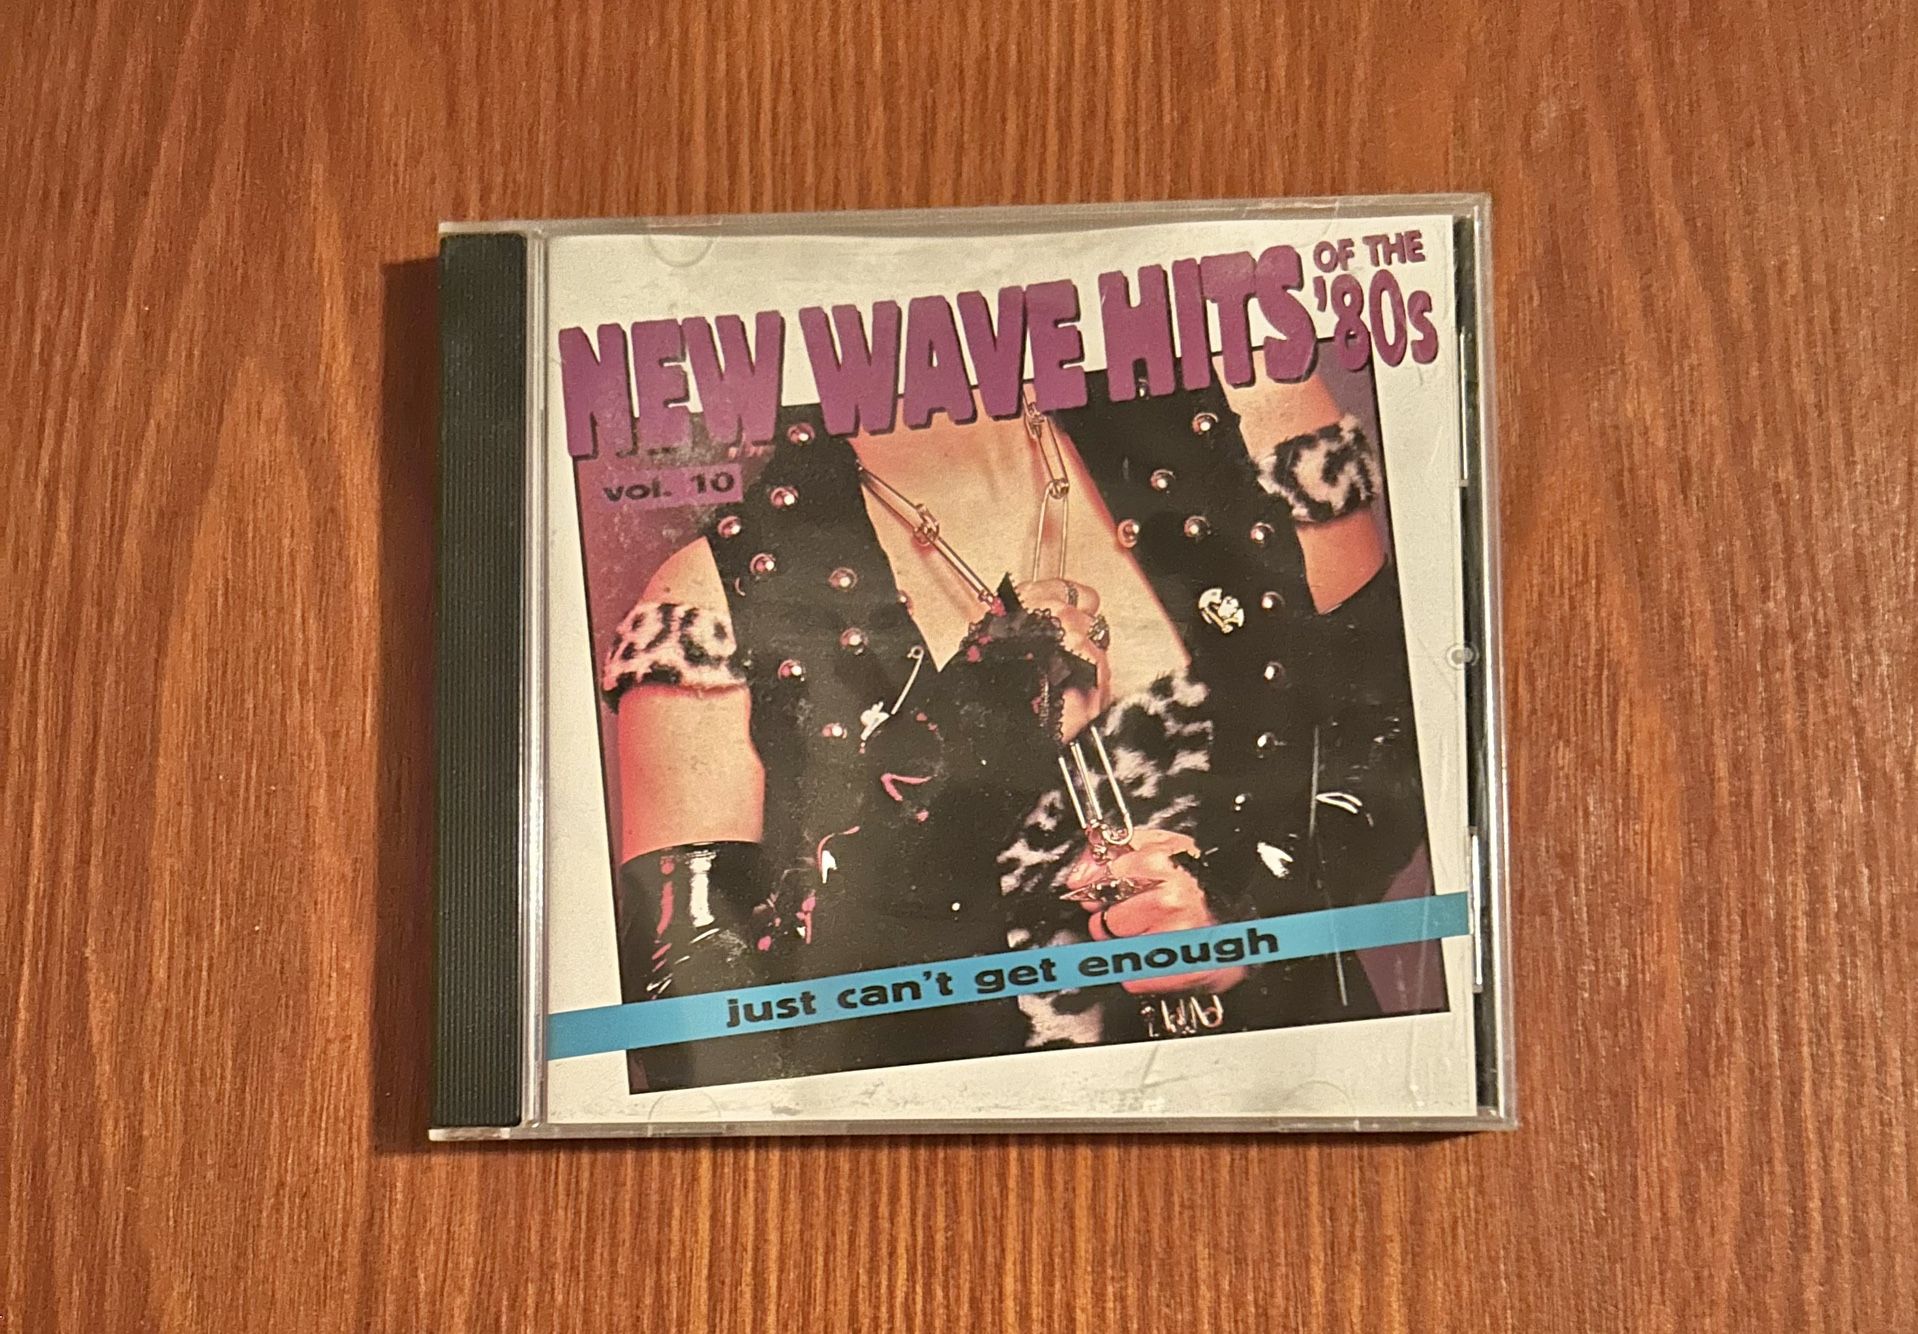 NEW WAVE HITS OF THE '80s
vol. 10
just can't get enough